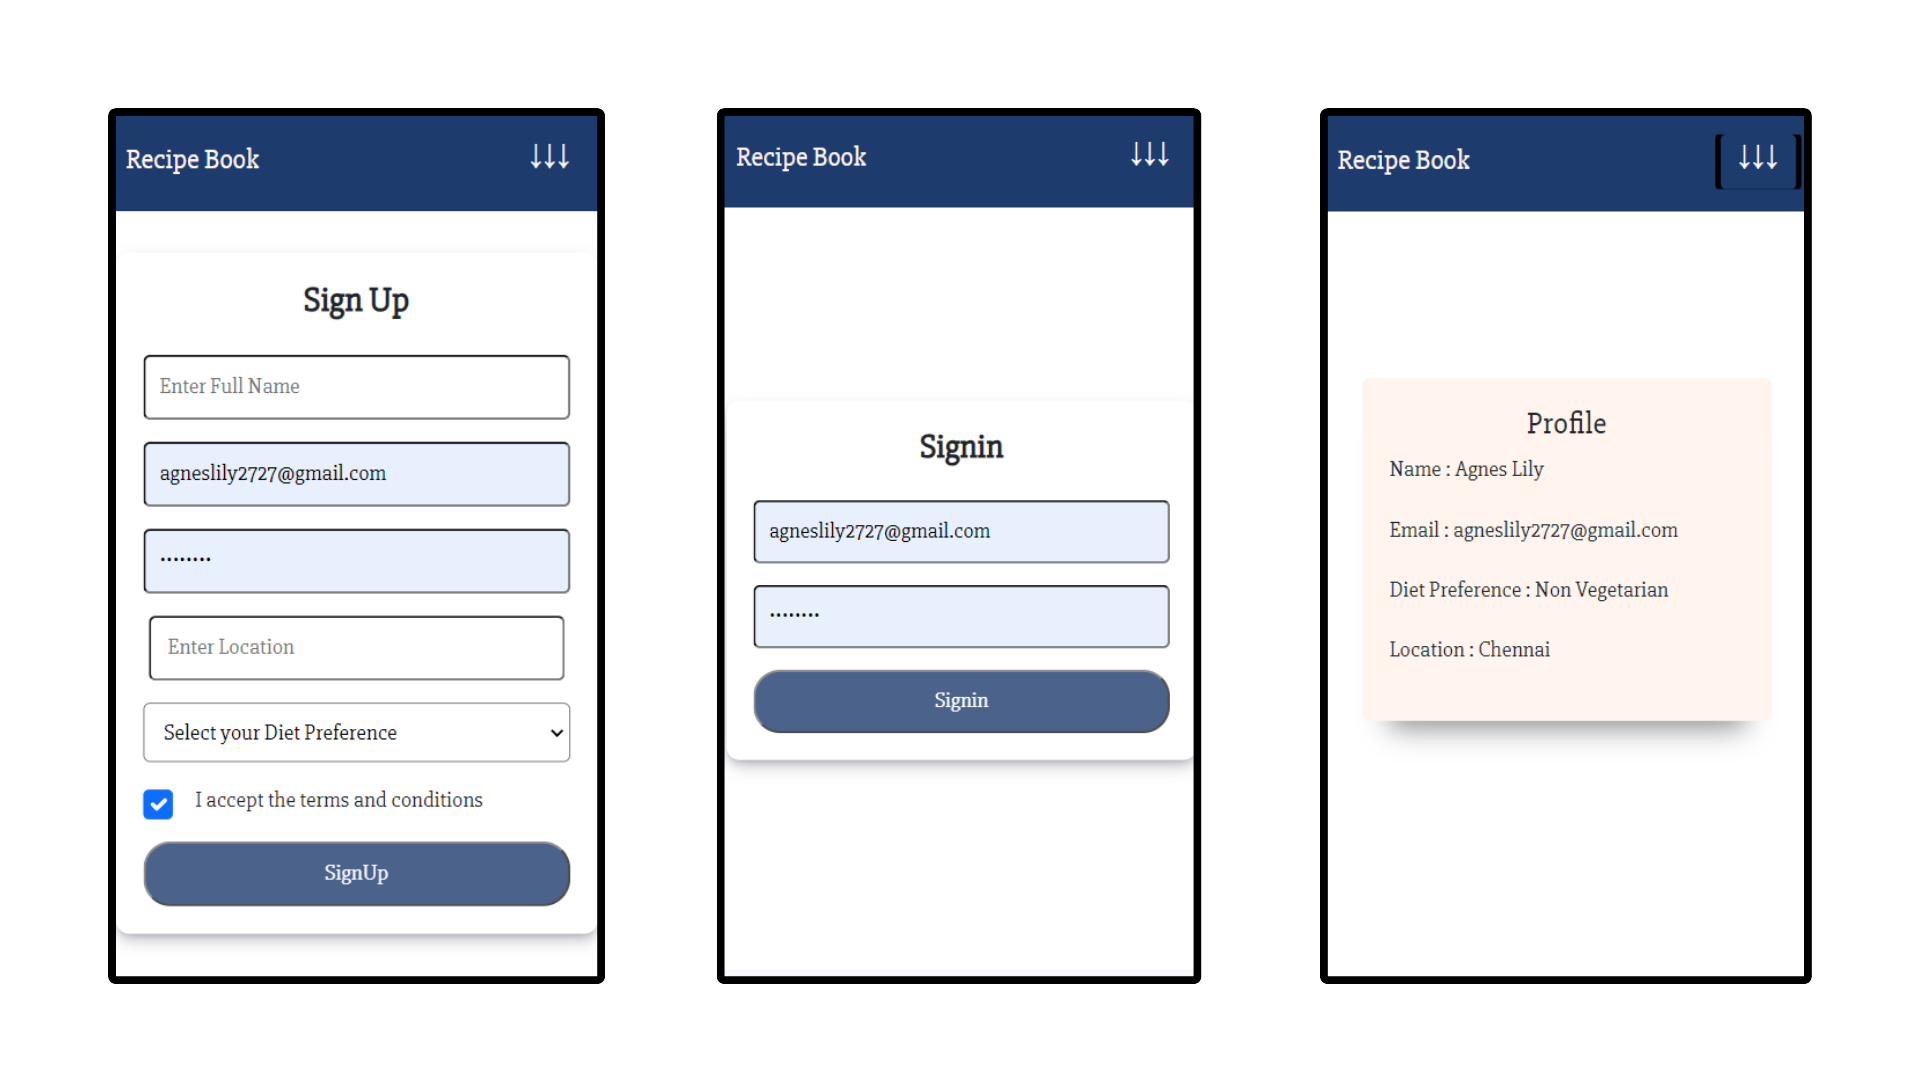 Recipe Book ↓↓↓
Sign Up
Enter Full Name
agneslily2727@gmail.com
••••••••
Enter Location
Select your Diet Preference
I accept the terms and conditions
SignUp
Recipe Book ↓↓↓
Signin
agneslily2727@gmail.com
••••••••
Signin
Recipe Book ↓↓↓
Profile
Name : Agnes Lily
Email : agneslily2727@gmail.com
Diet Preference : Non Vegetarian
Location : Chennai